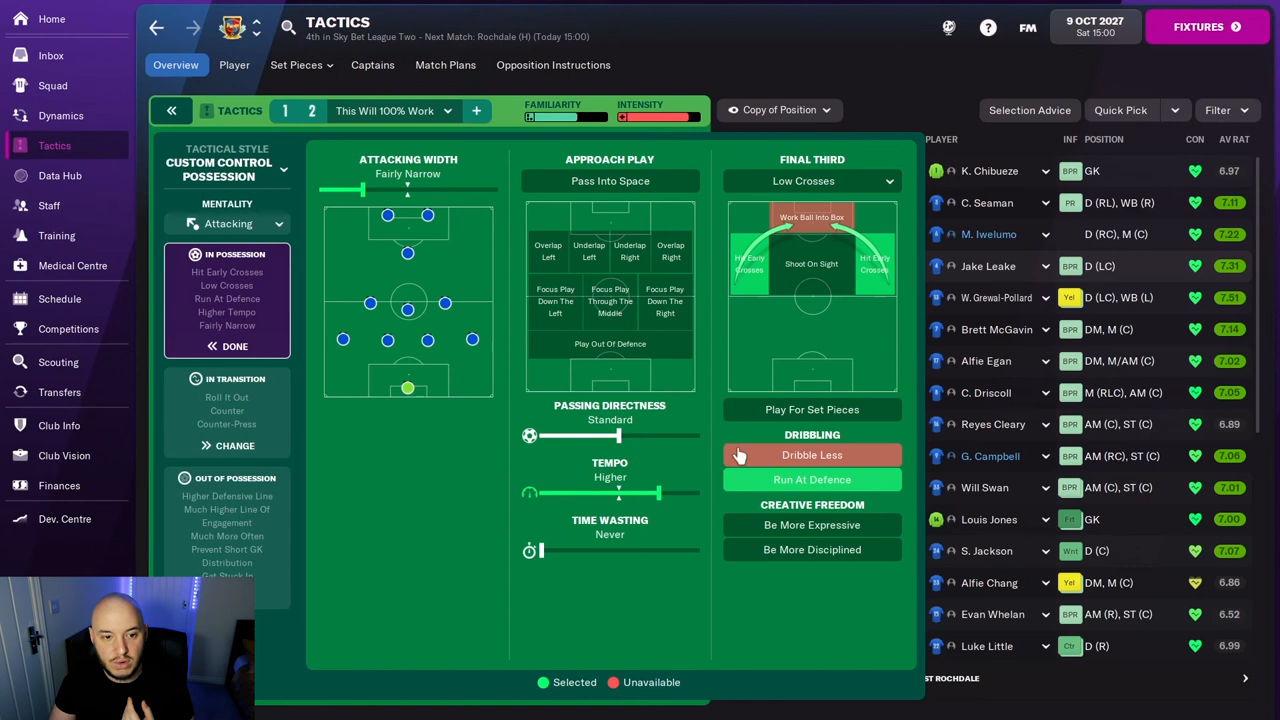 Home
Inbox
Squad
Dynamics
Tactics
Data Hub
Staff
Training
Medical Centre
Schedule
Competitions
Scouting
Transfers
Club Info
Club Vision
Finances
Dev. Centre
TACTICS
4th in Sky Bet League Two - Next Match: Rochdale (H) (Today 15:00)
FM
9 OCT 2027
Sat 15:00
FIXTURES
Overview
Player
Set Pieces
Captains
Match Plans
Opposition Instructions
TACTICS
1
2
This Will 100% Work
FAMILIARITY
INTENSITY
Copy of Position
Selection Advice
Quick Pick
Filter
TACTICAL STYLE
CUSTOM CONTROL
POSSESSION
MENTALITY
Attacking
IN POSSESSION
Hit Early Crosses
Low Crosses
Run At Defence
Higher Tempo
Fairly Narrow
DONE
IN TRANSITION
Roll It Out
Counter
Counter-Press
CHANGE
OUT OF POSSESSION
Higher Defensive Line
Much Higher Line Of
Engagement
Much More Often
Prevent Short GK
Distribution
Get Stuck In
ATTACKING WIDTH
Fairly Narrow
APPROACH PLAY
Pass Into Space
Overlap Left
Underlap Left
Underlap Right
Overlap Right
Focus Play Down The Left
Focus Play Through The Middle
Focus Play Down The Right
Play Out Of Defence
PASSING DIRECTNESS
Standard
TEMPO
Higher
TIME WASTING
Never
FINAL THIRD
Low Crosses
Work Ball Into Box
Hit Early Crosses
Shoot On Sight
Hit Early Crosses
Play For Set Pieces
DRIBBLING
Dribble Less
Run At Defence
CREATIVE FREEDOM
Be More Expressive
Be More Disciplined
Selected
Unavailable
PLAYER INF POSITION CON AV RAT
K. Chibueze BPR GK 6.97
C. Seaman PR D (RL), WB (R) 7.11
M. Iwelumo D (RC), M (C) 7.22
Jake Leake BPR D (LC) 7.31
W. Grewal-Pollard Yel D (LC), WB (L) 7.51
Brett McGavin BPR DM, M (C) 7.14
Alfie Egan BPR DM, M/AM (C) 7.02
C. Driscoll BPR M (RLC), AM (C) 7.05
Reyes Cleary BPR AM (C), ST (C) 6.89
G. Campbell BPR AM (RC), ST (C) 7.06
Will Swan BPR AM (C), ST (C) 7.01
Louis Jones Frt GK 7.00
S. Jackson Wnt D (C) 7.07
Alfie Chang Yel DM, M (C) 6.86
Evan Whelan BPR AM (R), ST (C) 6.52
Luke Little Ctr D (R) 6.99
ST ROCHDALE